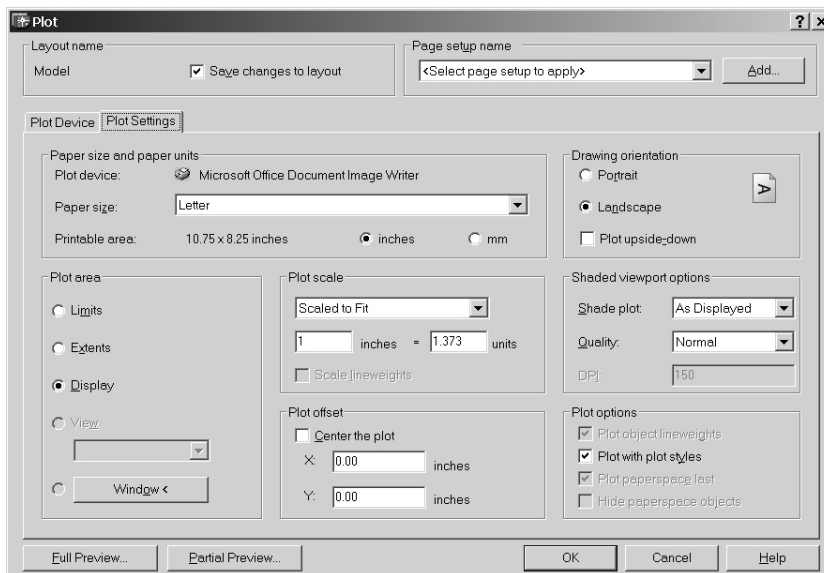 Plot
Layout name
Model
Save changes to layout
Page setup name
<Select page setup to apply>
Add...
Plot Device
Plot Settings
Paper size and paper units
Plot device:
Microsoft Office Document Image Writer
Paper size:
Letter
Printable area:
10.75 x 8.25 inches
inches
mm
Drawing orientation
Portrait
Landscape
A
Plot upside-down
Plot area
Limits
Extents
Display
View
Window <
Plot scale
Scaled to Fit
1 inches = 1.373 units
Scale lineweights
Plot offset
Center the plot
X: 0.00 inches
Y: 0.00 inches
Shaded viewport options
Shade plot: As Displayed
Quality: Normal
DPI: 150
Plot options
Plot object lineweights
Plot with plot styles
Plot paperspace last
Hide paperspace objects
Full Preview...
Partial Preview...
OK
Cancel
Help